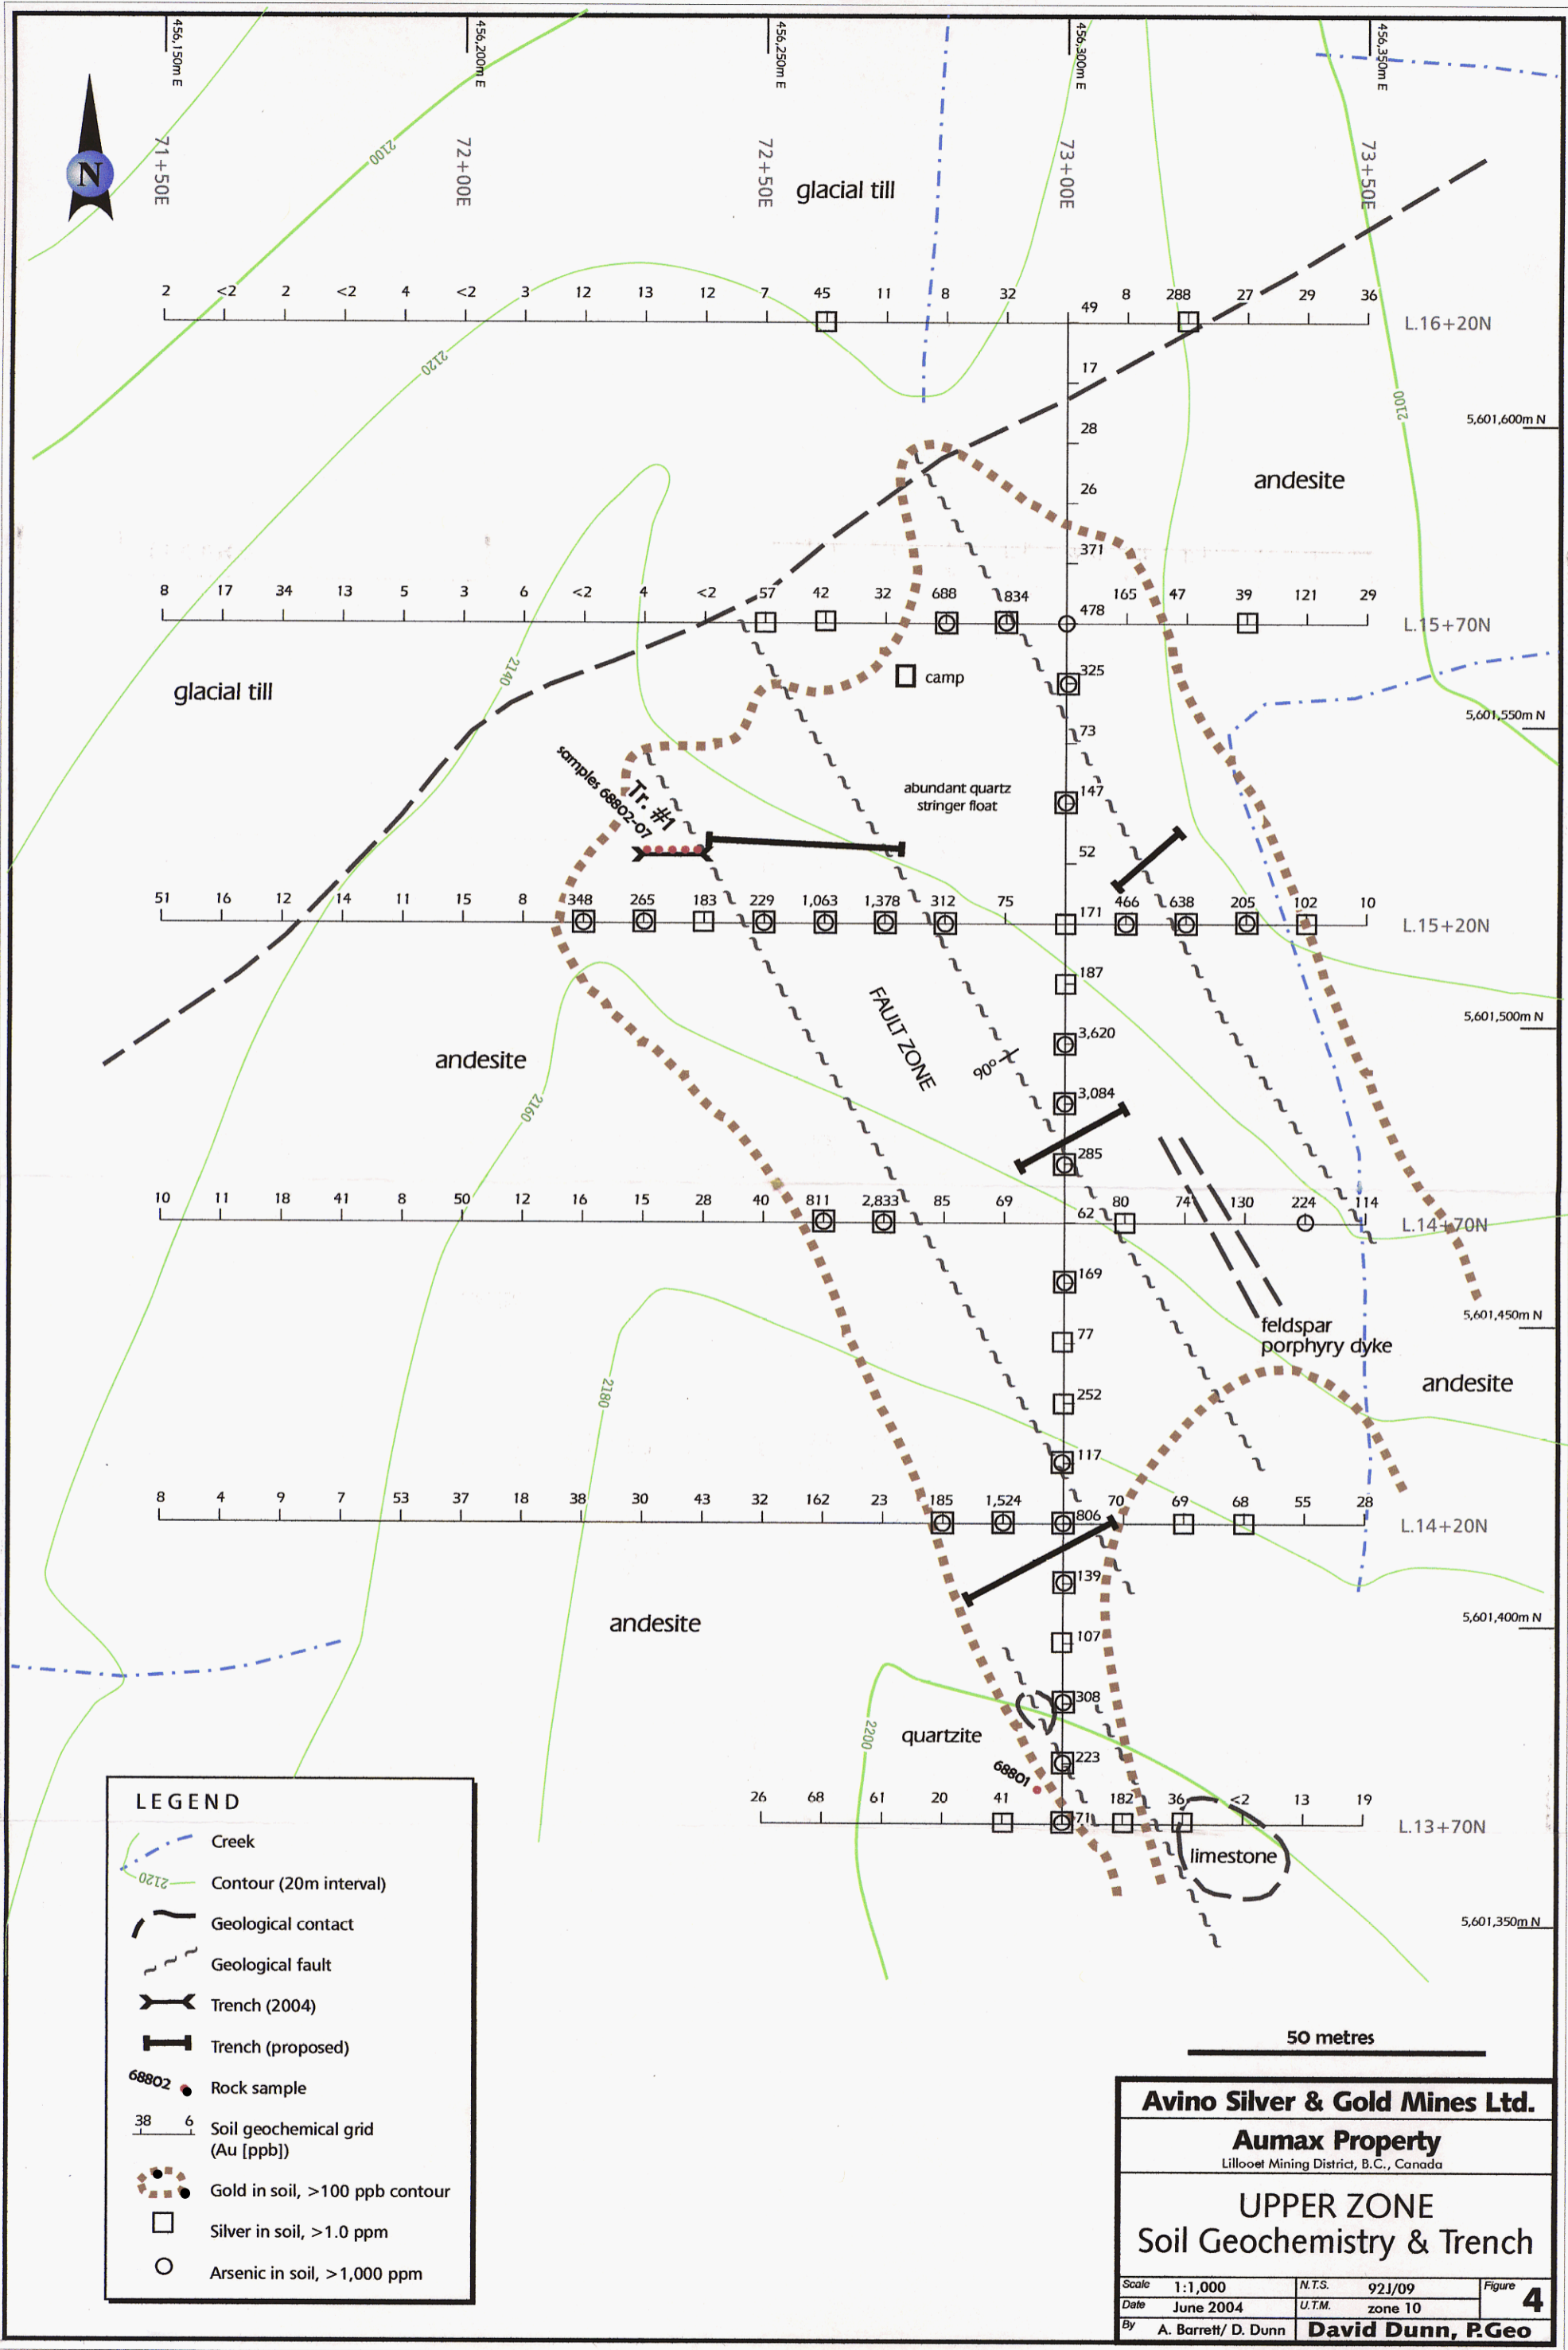 456,150m E
456,200m E
456,250m E
456,300m E
456,350m E
71+50E
72+00E
72+50E
73+00E
73+50E
N
2100
glacial till
2 <2 2 <2 4 <2 3 12 13 12 7 45 11 8 32 49 8 288 27 29 36
L.16+20N
2120
17
2100
5,601,600m N
28
andesite
26
371
8 17 34 13 5 3 6 <2 4 <2 3 57 42 32 688 834 478 165 47 39 121 29
L.15+70N
2140
glacial till
camp
325
5,601,550m N
73
samples 68802-07
Tr. #1
abundant quartz
stringer float
147
52
51 16 12 14 11 15 8 348 265 183 229 1,063 1,378 312 75 171 466 638 205 102 10
L.15+20N
187
FAULT ZONE
5,601,500m N
3,620
andesite
90º
2160
3,084
285
10 11 18 41 8 50 12 16 15 28 40 811 2,833 85 69 62 80 74 130 224 114
L.14+70N
169
5,601,450m N
feldspar
porphyry dyke
77
2180
252
andesite
117
8 4 9 7 53 37 18 38 30 43 32 162 23 185 1,524 806 70 69 68 55 28
L.14+20N
139
andesite
107
5,601,400m N
308
2200
quartzite
223
68801
26 68 61 20 41 71 182 36 <2 13 19
L.13+70N
limestone
5,601,350m N
LEGEND
Creek
2120
Contour (20m interval)
Geological contact
Geological fault
Trench (2004)
Trench (proposed)
68802
Rock sample
38 6
Soil geochemical grid
(Au [ppb])
Gold in soil, >100 ppb contour
Silver in soil, >1.0 ppm
Arsenic in soil, >1,000 ppm
50 metres
Avino Silver & Gold Mines Ltd.
Aumax Property
Lillooet Mining District, B.C., Canada
UPPER ZONE
Soil Geochemistry & Trench
Scale 1:1,000 N.T.S. 92J/09 Figure 4
Date June 2004 U.T.M. zone 10
By A. Barrett/ D. Dunn David Dunn, P.Geo